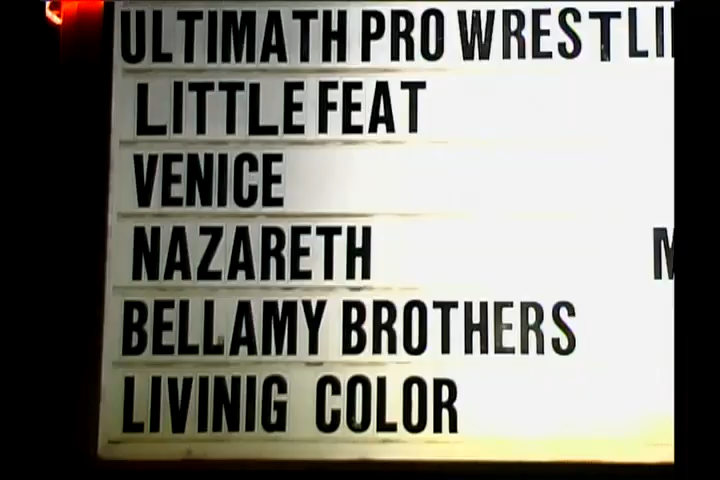 ULTIMATH PRO WRESTLI
LITTLE FEAT
VENICE
NAZARETH M
BELLAMY BROTHERS
LIVINIG COLOR